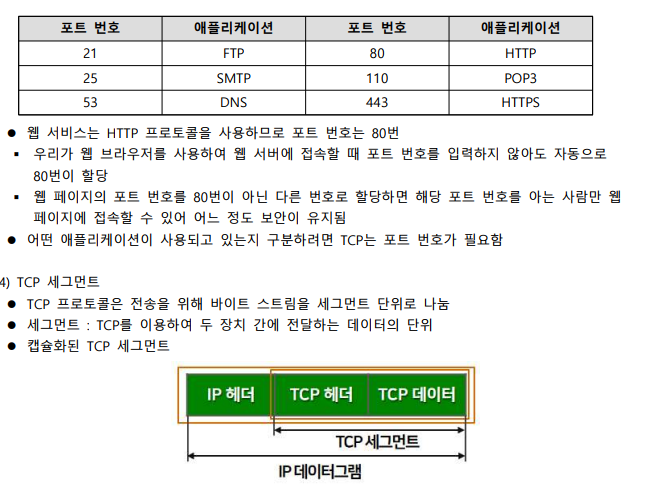 포트 번호 애플리케이션 포트 번호 애플리케이션
21 FTP 80 HTTP
25 SMTP 110 POP3
53 DNS 443 HTTPS
● 웹 서비스는 HTTP 프로토콜을 사용하므로 포트 번호는 80번
▪ 우리가 웹 브라우저를 사용하여 웹 서버에 접속할 때 포트 번호를 입력하지 않아도 자동으로
80번이 할당
▪ 웹 페이지의 포트 번호를 80번이 아닌 다른 번호로 할당하면 해당 포트 번호를 아는 사람만 웹
페이지에 접속할 수 있어 어느 정도 보안이 유지됨
● 어떤 애플리케이션이 사용되고 있는지 구분하려면 TCP는 포트 번호가 필요함
4) TCP 세그먼트
● TCP 프로토콜은 전송을 위해 바이트 스트림을 세그먼트 단위로 나눔
● 세그먼트 : TCP를 이용하여 두 장치 간에 전달하는 데이터의 단위
● 캡슐화된 TCP 세그먼트
IP 헤더 TCP 헤더 TCP 데이터
TCP 세그먼트
IP 데이터그램